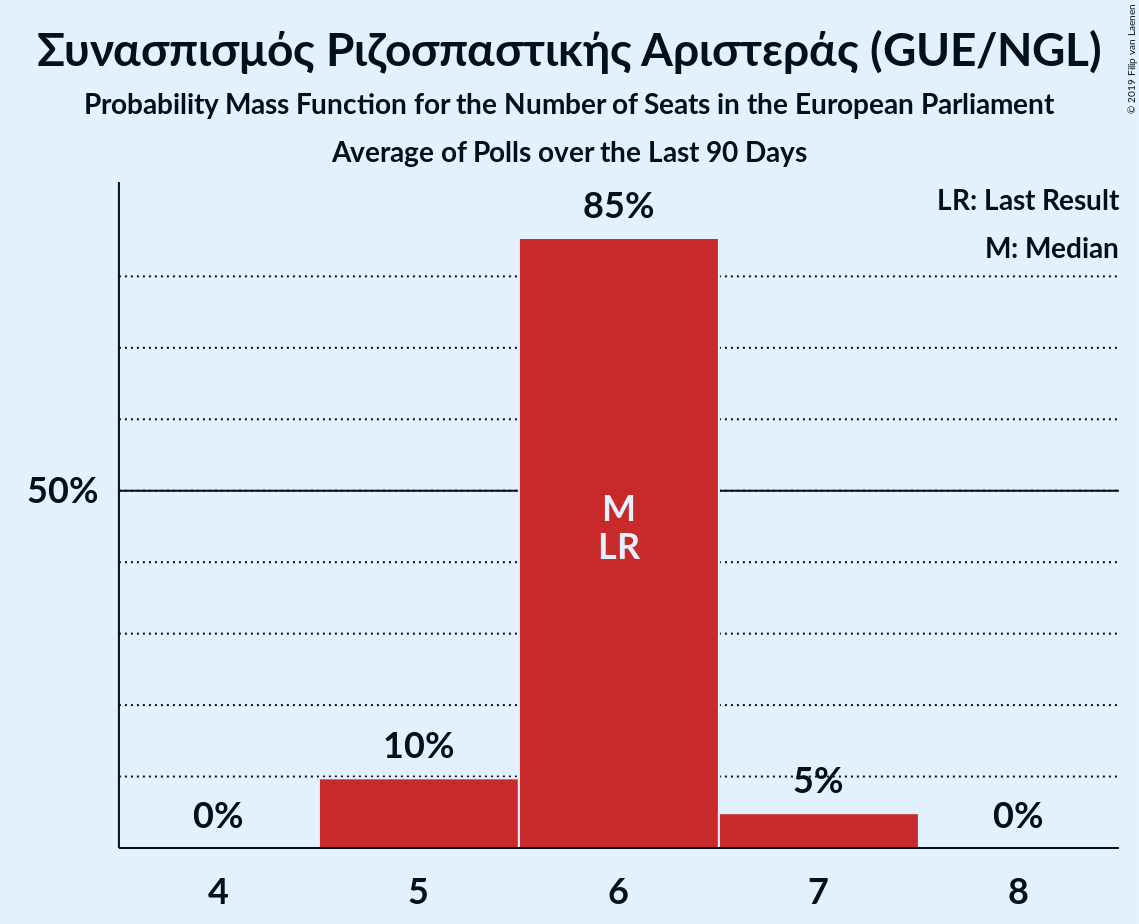 Συνασπισμός Ριζοσπαστικής Αριστεράς (GUE/NGL)
Probability Mass Function for the Number of Seats in the European Parliament
Average of Polls over the Last 90 Days
© 2019 Filip van Laenen
LR: Last Result
M: Median
85%
50%
M
LR
10%
5%
0%
0%
4 5 6 7 8